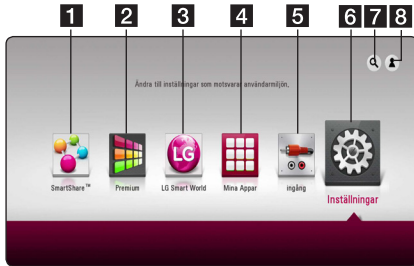 1 2 3 4 5 6 7 8
Ändra till inställningar som motsvarar användarmiljön,
LG
SmartShare™ Premium LG Smart World Mina Appar ingång
Inställningar